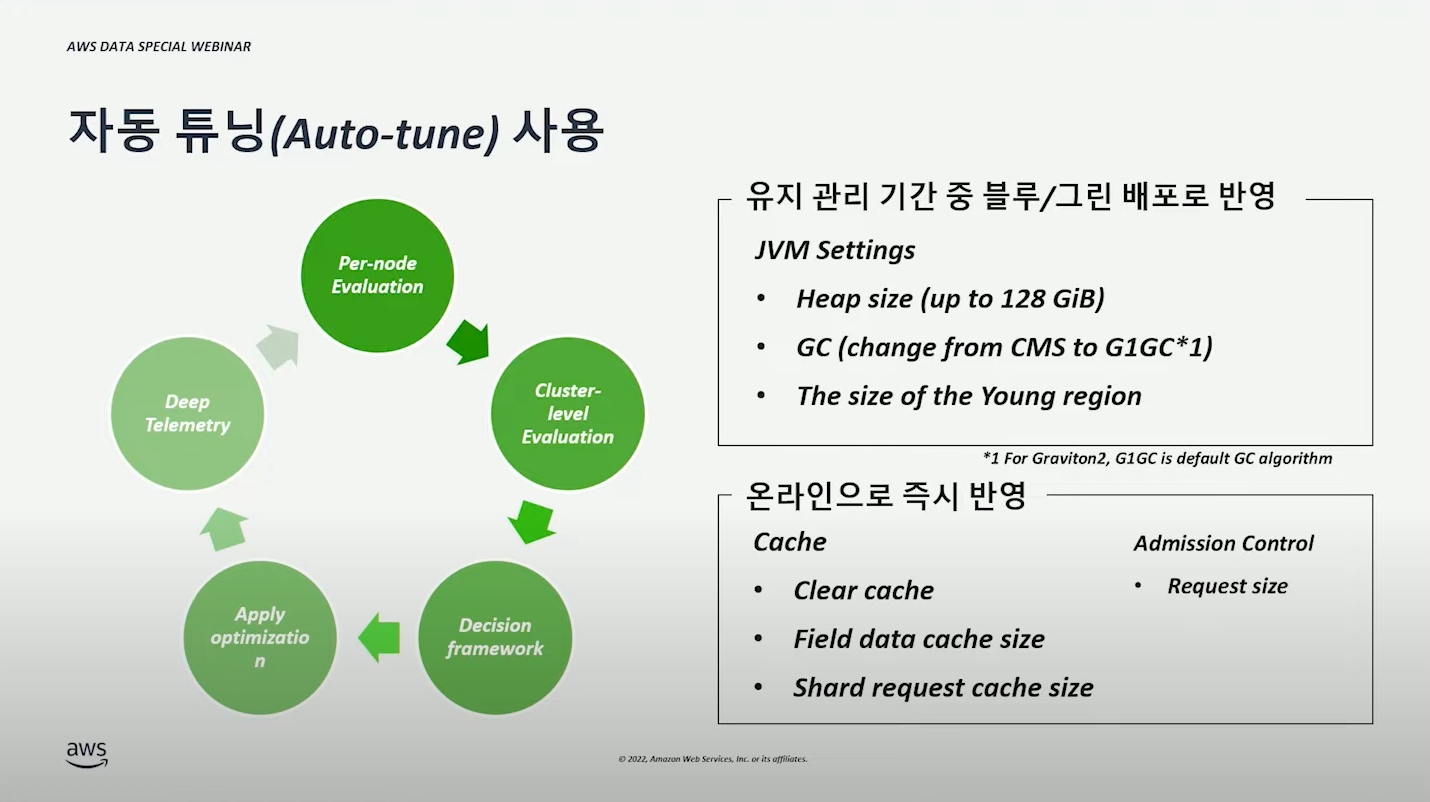 AWS DATA SPECIAL WEBINAR
자동 튜닝(Auto-tune) 사용
Per-node
Evaluation
Cluster-
level
Evaluation
Decision
framework
Apply
optimizatio
n
Deep
Telemetry
유지 관리 기간 중 블루/그린 배포로 반영
JVM Settings
• Heap size (up to 128 GiB)
• GC (change from CMS to G1GC*1)
• The size of the Young region
*1 For Graviton2, G1GC is default GC algorithm
온라인으로 즉시 반영
Cache
• Clear cache
• Field data cache size
• Shard request cache size
Admission Control
• Request size
aws
© 2022, Amazon Web Services, Inc. or its affiliates.